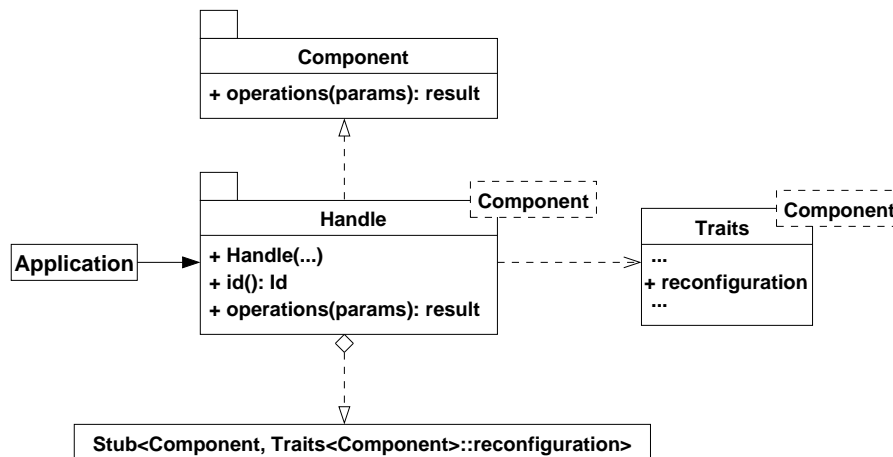 Component
+ operations(params): result
Component
Handle
Component
Traits
Application
+ Handle(...)
+ id(): Id
+ operations(params): result
...
+ reconfiguration
...
Stub<Component, Traits<Component>::reconfiguration>